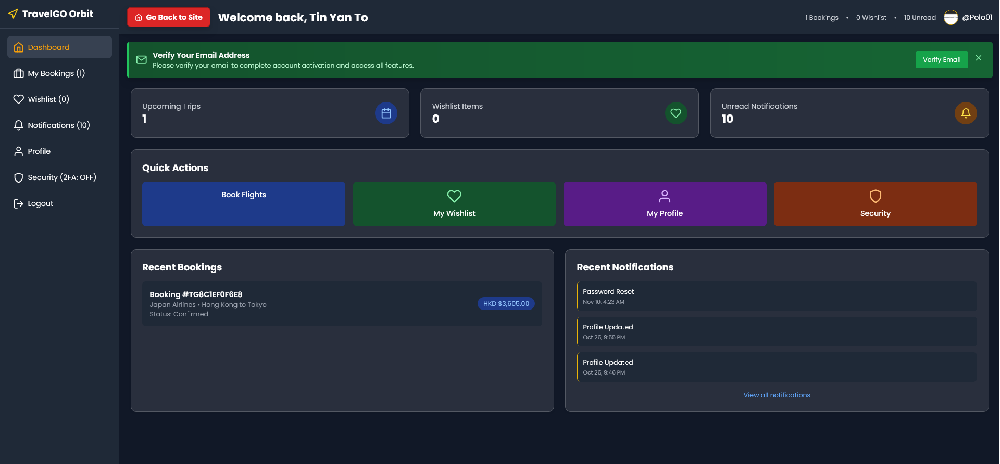 TravelGO Orbit
Dashboard
My Bookings (1)
Wishlist (0)
Notifications (10)
Profile
Security (2FA: OFF)
Logout
Go Back to Site
Welcome back, Tin Yan To
1 Bookings • 0 Wishlist • 10 Unread
@Polo01
Verify Your Email Address
Please verify your email to complete account activation and access all features.
Verify Email
Upcoming Trips
1
Wishlist Items
0
Unread Notifications
10
Quick Actions
Book Flights
My Wishlist
My Profile
Security
Recent Bookings
Booking #TG8C1EF0F6E8
Japan Airlines • Hong Kong to Tokyo
Status: Confirmed
HKD $3,605.00
Recent Notifications
Password Reset
Nov 10, 4:23 AM
Profile Updated
Oct 26, 9:55 PM
Profile Updated
Oct 26, 9:46 PM
View all notifications